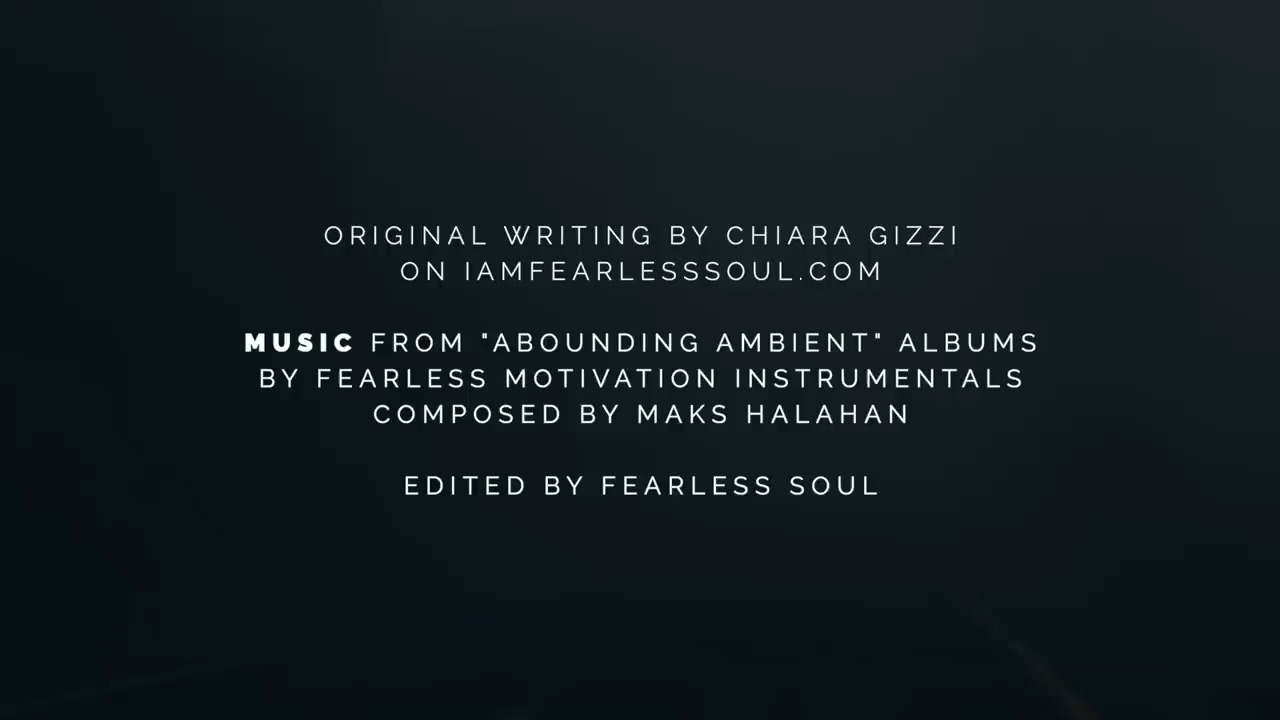 ORIGINAL WRITING BY CHIARA GIZZI
ON IAMFEARLESSSOUL.COM
MUSIC FROM "ABOUNDING AMBIENT" ALBUMS
BY FEARLESS MOTIVATION INSTRUMENTALS
COMPOSED BY MAKS HALAHAN
EDITED BY FEARLESS SOUL